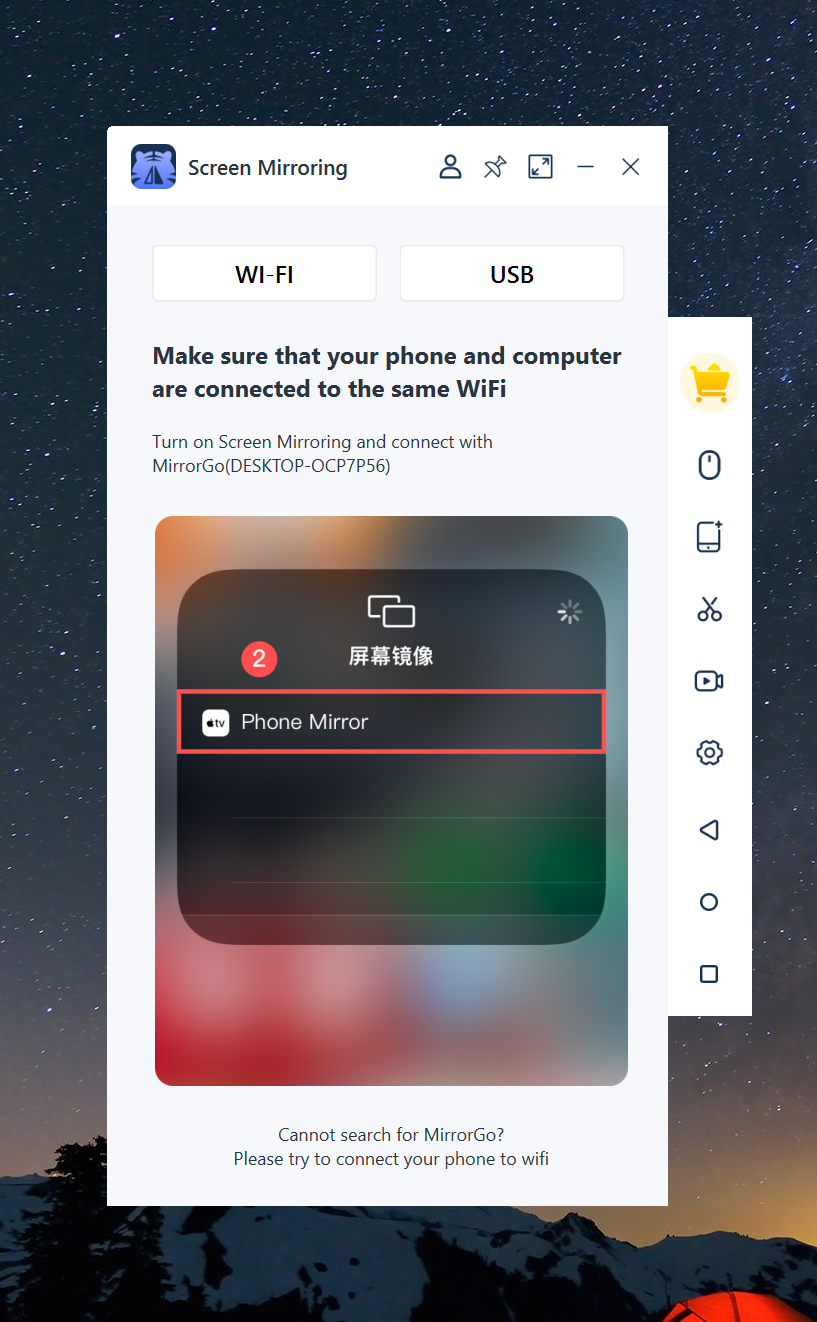 Screen Mirroring
WI-FI
USB
Make sure that your phone and computer
are connected to the same WiFi
Turn on Screen Mirroring and connect with
MirrorGo(DESKTOP-OCP7P56)
2
屏幕镜像
tv
Phone Mirror
Cannot search for MirrorGo?
Please try to connect your phone to wifi